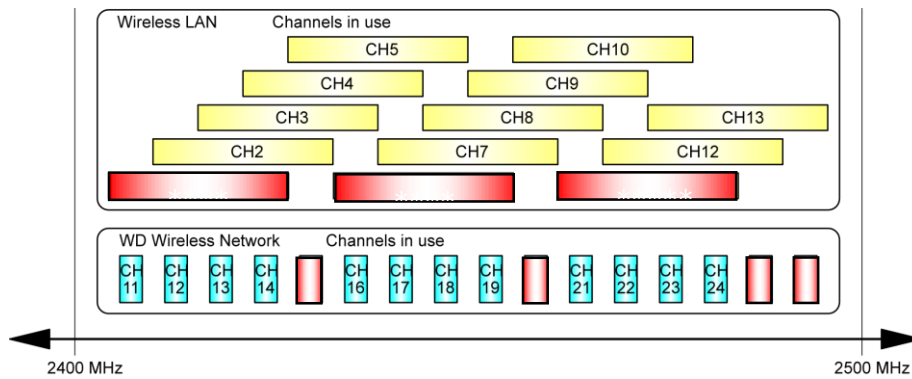 Wireless LAN Channels in use
CH5 CH10
CH4 CH9
CH3 CH8 CH13
CH2 CH7 CH12
WD Wireless Network Channels in use
CH 11 CH 12 CH 13 CH 14 CH 16 CH 17 CH 18 CH 19 CH 21 CH 22 CH 23 CH 24
2400 MHz 2500 MHz